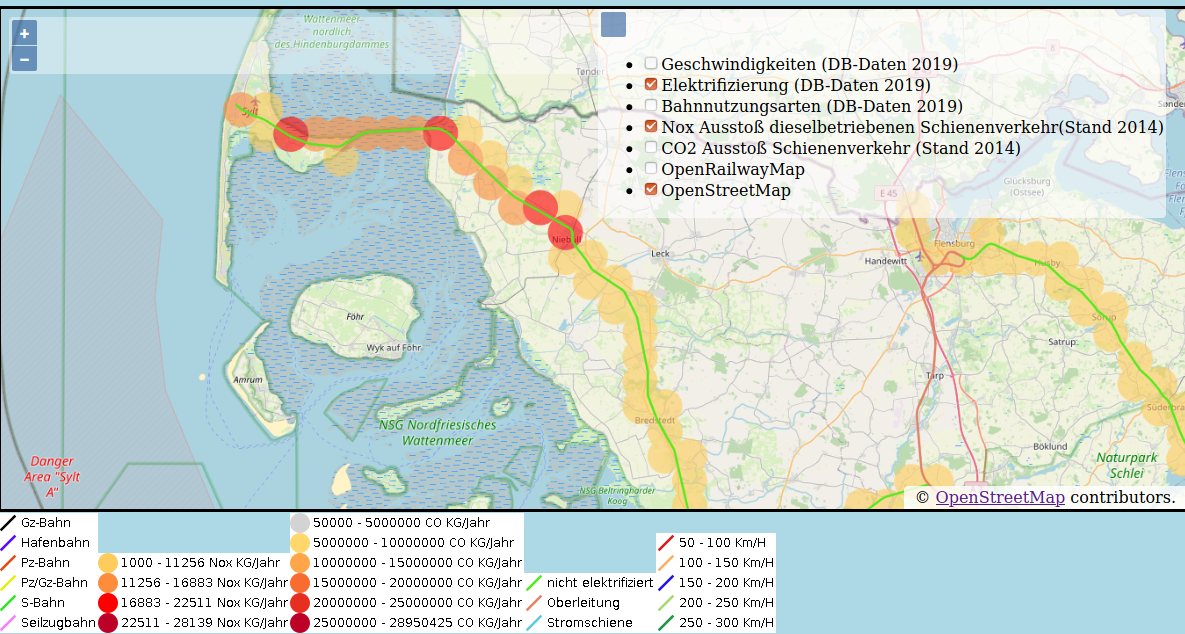 +
−
Wattenmeer-
nördlich
des Hindenburgdammes
Tønder
Geschwindigkeiten (DB-Daten 2019)
Elektrifizierung (DB-Daten 2019)
Bahnnutzungsarten (DB-Daten 2019)
Nox Ausstoß dieselbetriebenen Schienenverkehr(Stand 2014)
CO2 Ausstoß Schienenverkehr (Stand 2014)
OpenRailwayMap
OpenStreetMap
8
Sylt
E 45
Glücksburg
(Ostsee)
Niebüll
Leck
Handewitt
Flensburg
Husby
Föhr
Wyk auf Föhr
Amrum
Sörup
Satrup
Tarp
Bredstedt
NSG Nordfriesisches
Wattenmeer
Süderbra
Böklund
Naturpark
Schlei
Danger
Area "Sylt
A"
NSG Beltringharder
Koog
© OpenStreetMap contributors.
Gz-Bahn
Hafenbahn
Pz-Bahn
Pz/Gz-Bahn
S-Bahn
Seilzugbahn
1000 - 11256 Nox KG/Jahr
11256 - 16883 Nox KG/Jahr
16883 - 22511 Nox KG/Jahr
22511 - 28139 Nox KG/Jahr
50000 - 5000000 CO KG/Jahr
5000000 - 10000000 CO KG/Jahr
10000000 - 15000000 CO KG/Jahr
15000000 - 20000000 CO KG/Jahr
20000000 - 25000000 CO KG/Jahr
25000000 - 28950425 CO KG/Jahr
nicht elektrifiziert
Oberleitung
Stromschiene
50 - 100 Km/H
100 - 150 Km/H
150 - 200 Km/H
200 - 250 Km/H
250 - 300 Km/H